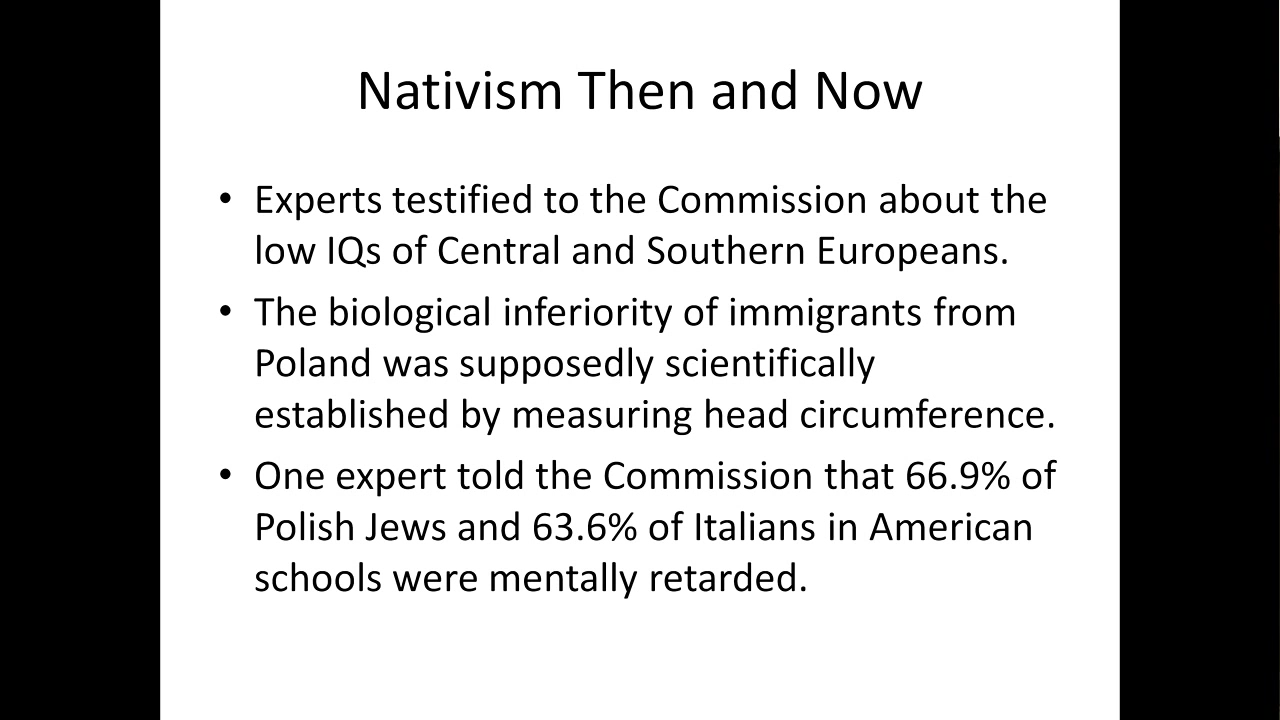 Nativism Then and Now
• Experts testified to the Commission about the
low IQs of Central and Southern Europeans.
• The biological inferiority of immigrants from
Poland was supposedly scientifically
established by measuring head circumference.
• One expert told the Commission that 66.9% of
Polish Jews and 63.6% of Italians in American
schools were mentally retarded.